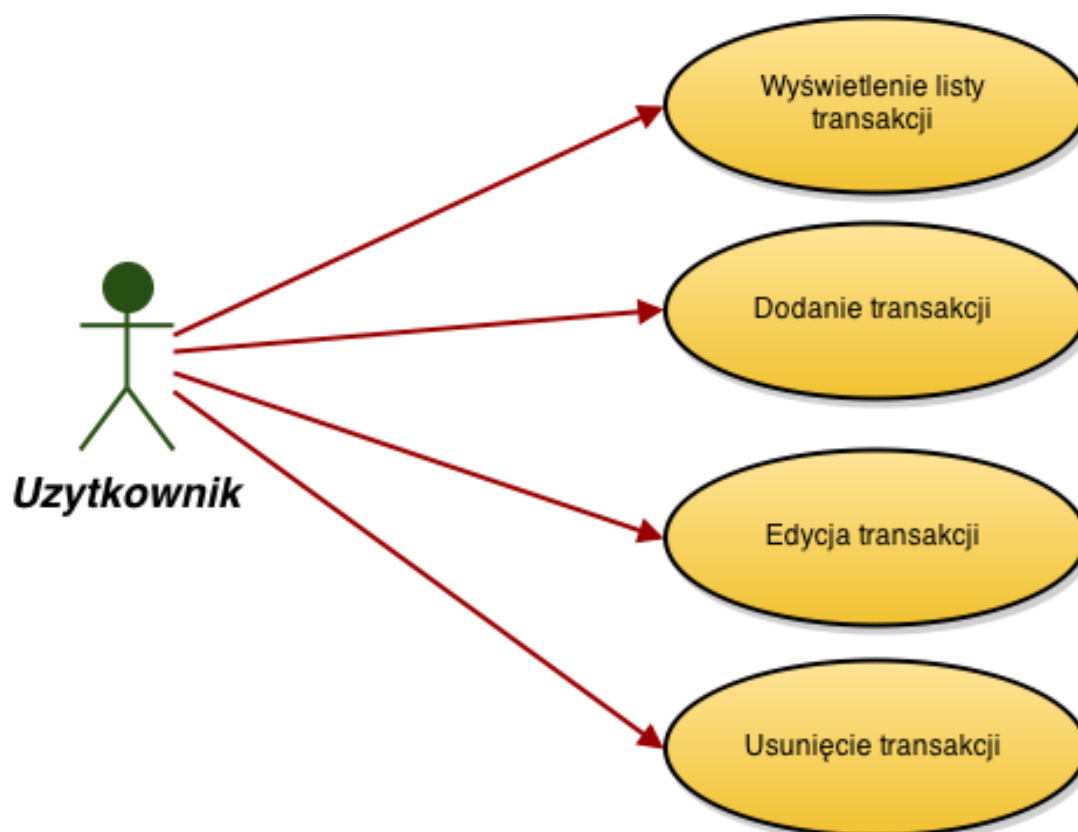 Wyświetlenie listy
transakcji
Dodanie transakcji
Uzytkownik
Edycja transakcji
Usunięcie transakcji